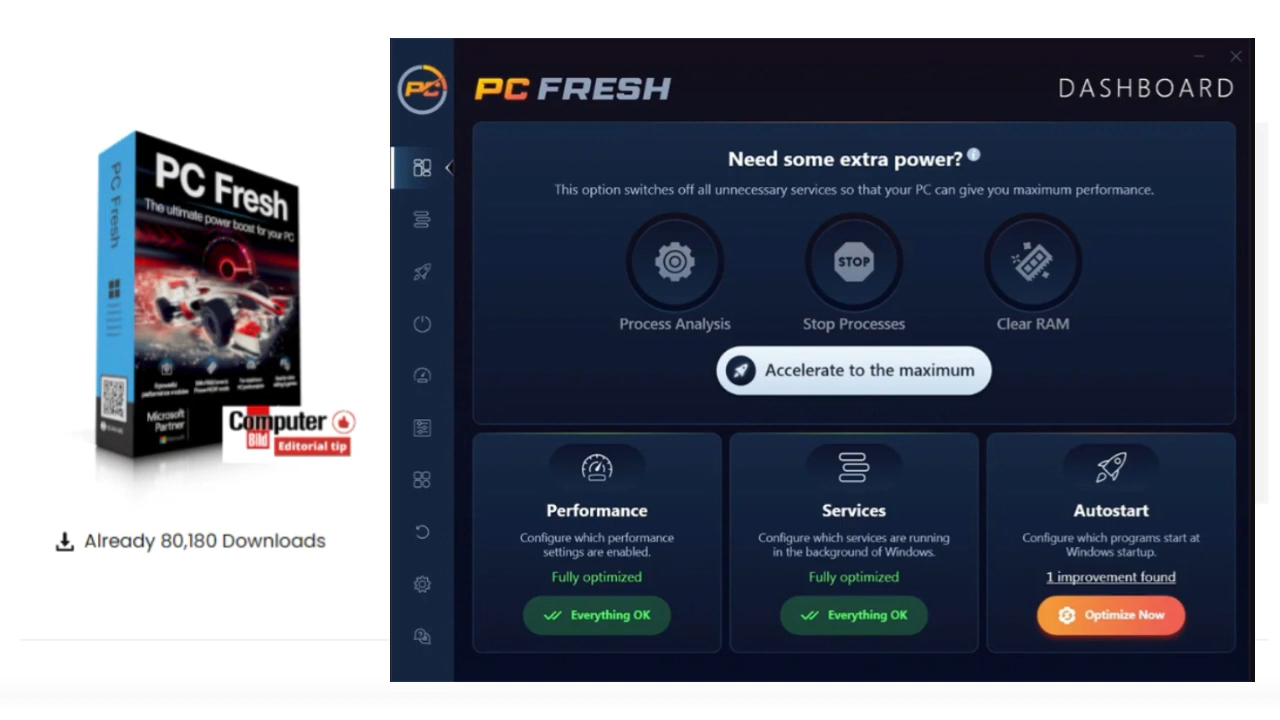 PC Fresh
PC Fresh
The ultimate power boost for your PC
Microsoft
Partner
Computer
Bild
Editorial tip
Already 80,180 Downloads
PC
PC FRESH
DASHBOARD
Need some extra power?
This option switches off all unnecessary services so that your PC can give you maximum performance.
STOP
Process Analysis
Stop Processes
Clear RAM
Accelerate to the maximum
Performance
Configure which performance
settings are enabled.
Fully optimized
Everything OK
Services
Configure which services are running
in the background of Windows.
Fully optimized
Everything OK
Autostart
Configure which programs start at
Windows startup.
1 improvement found
Optimize Now